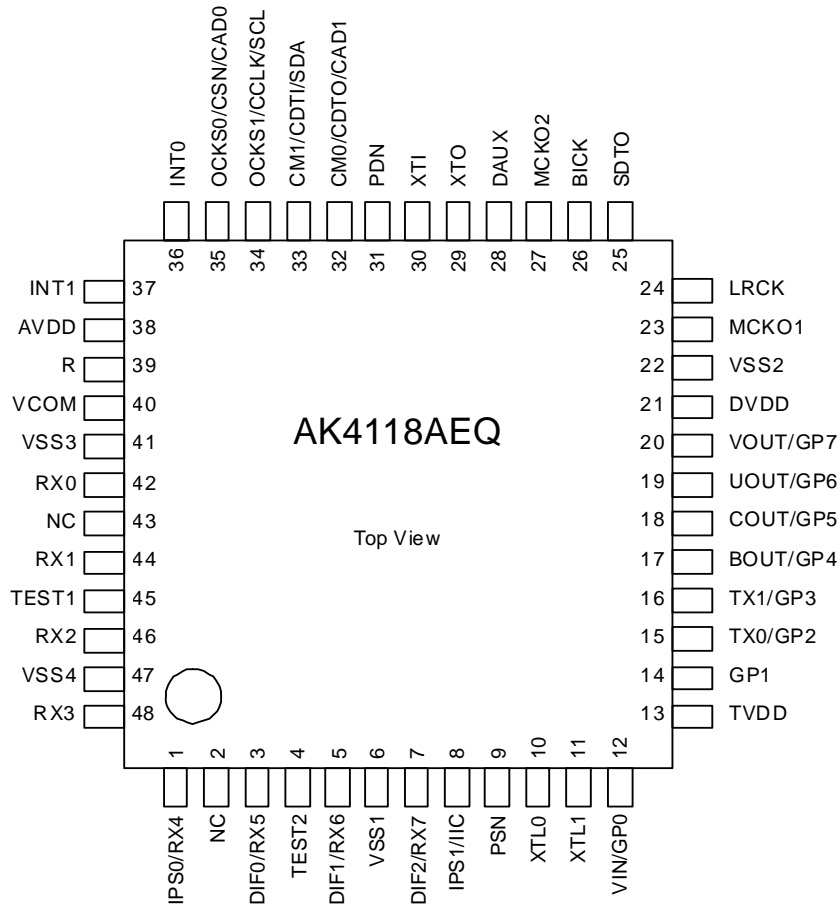 INT0
OCKS0/CSN/CAD0
OCKS1/CCLK/SCL
CM1/CDTI/SDA
CM0/CDTO/CAD1
PDN
XTI
XTO
DAUX
MCKO2
BICK
SDTO
36
35
34
33
32
31
30
29
28
27
26
25
INT1 37
AVDD 38
R 39
VCOM 40
VSS3 41
RX0 42
NC 43
RX1 44
TEST1 45
RX2 46
VSS4 47
RX3 48
AK4118AEQ
Top View
24 LRCK
23 MCKO1
22 VSS2
21 DVDD
20 VOUT/GP7
19 UOUT/GP6
18 COUT/GP5
17 BOUT/GP4
16 TX1/GP3
15 TX0/GP2
14 GP1
13 TVDD
1
2
3
4
5
6
7
8
9
10
11
12
IPS0/RX4
NC
DIF0/RX5
TEST2
DIF1/RX6
VSS1
DIF2/RX7
IPS1/IIC
PSN
XTL0
XTL1
VIN/GP0